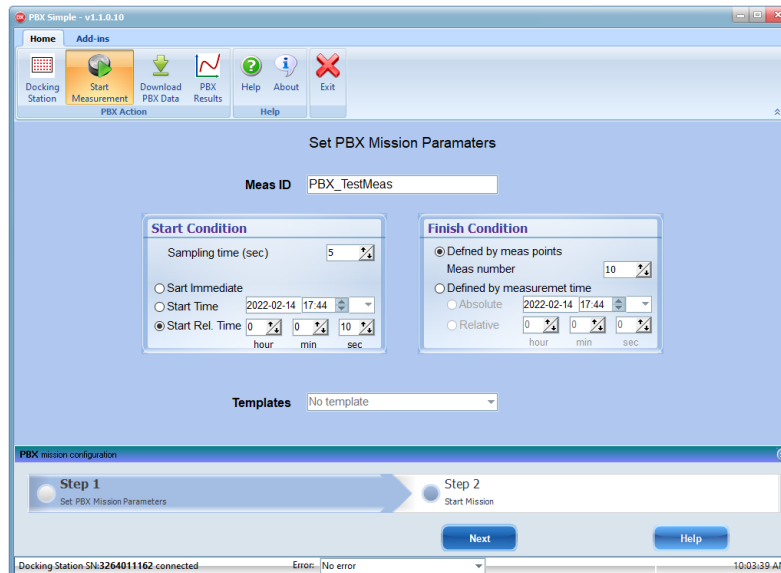 PBX Simple - v1.1.0.10
Home Add-ins
Docking Station
Start Measurement
Download PBX Data
PBX Results
Help
About
Exit
PBX Action
Help
Set PBX Mission Paramaters
Meas ID PBX_TestMeas
Start Condition
Sampling time (sec) 5
Sart Immediate
Start Time 2022-02-14 17:44
Start Rel. Time 0 0 10
hour min sec
Finish Condition
Defned by meas points
Meas number 10
Defined by measuremet time
Absolute 2022-02-14 17:44
Relative 0 0 0
hour min sec
Templates No template
PBX mission configuration
Step 1
Set PBX Mission Parameters
Step 2
Start Mission
Next Help
Docking Station SN:3264011162 connected Error: No error 10:03:39 A